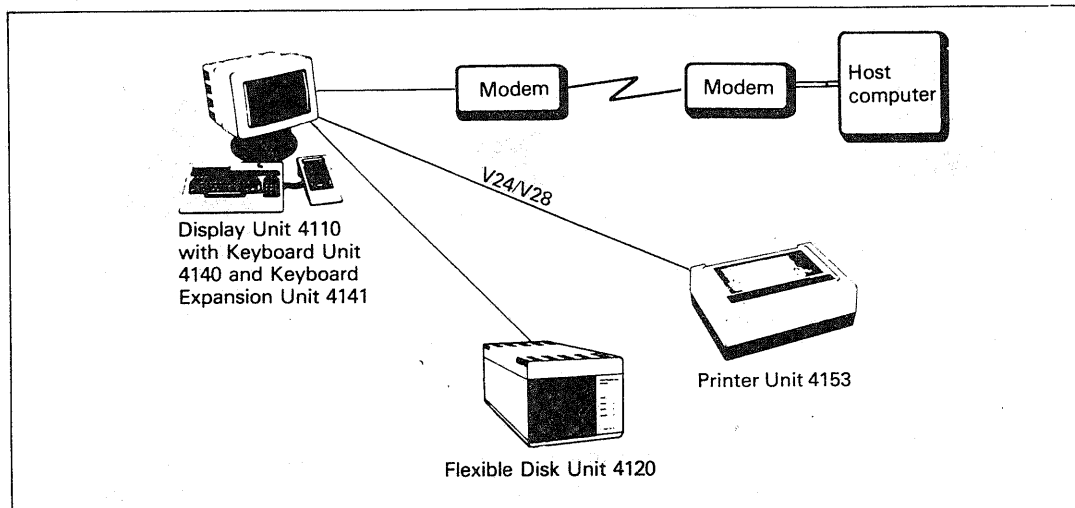 Modem
Modem
Host
computer
V24/V28
Display Unit 4110
with Keyboard Unit
4140 and Keyboard
Expansion Unit 4141
Printer Unit 4153
Flexible Disk Unit 4120